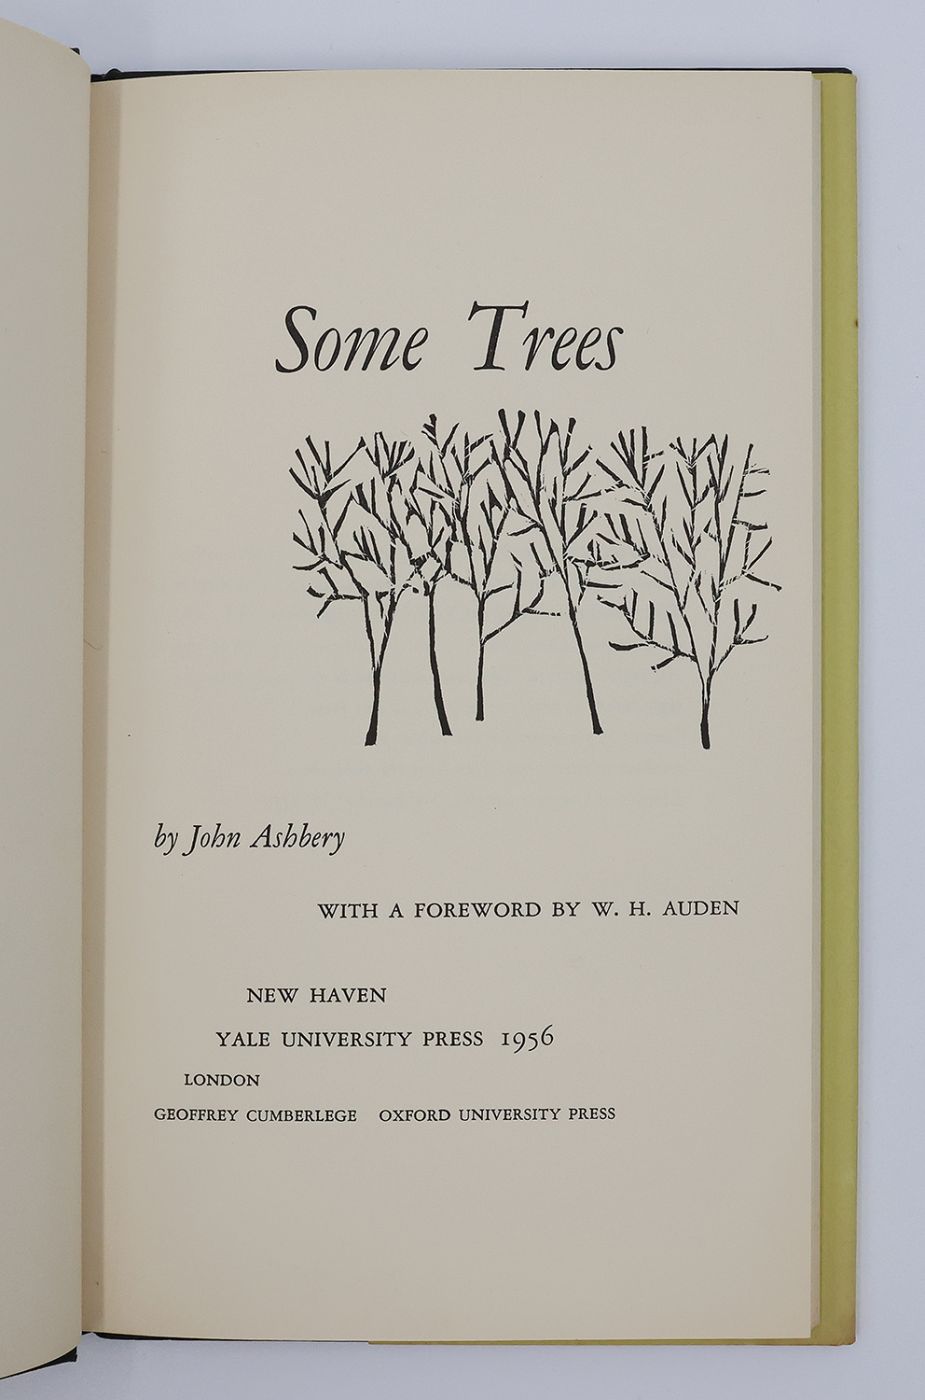 Some Trees
by John Ashbery
WITH A FOREWORD BY W. H. AUDEN
NEW HAVEN
YALE UNIVERSITY PRESS 1956
LONDON
GEOFFREY CUMBERLEGE OXFORD UNIVERSITY PRESS